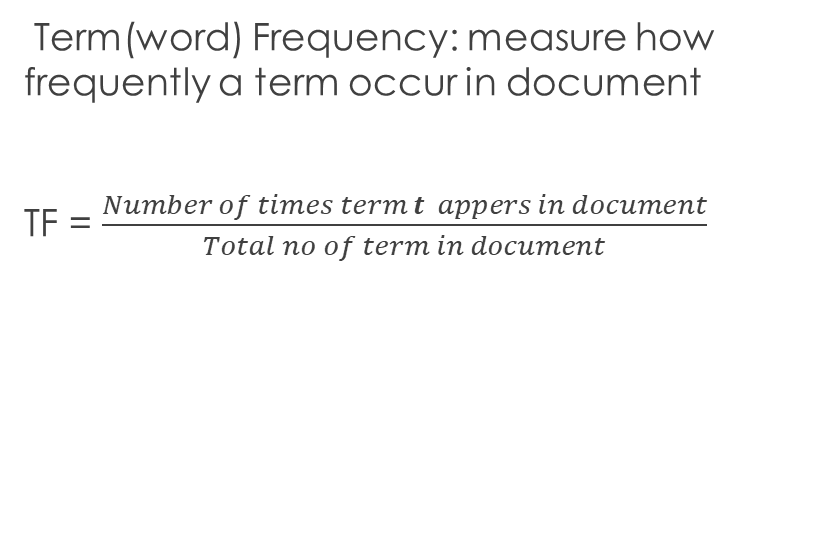 Term(word) Frequency: measure how
frequently a term occur in document
TF = Number of times term t appers in document
Total no of term in document